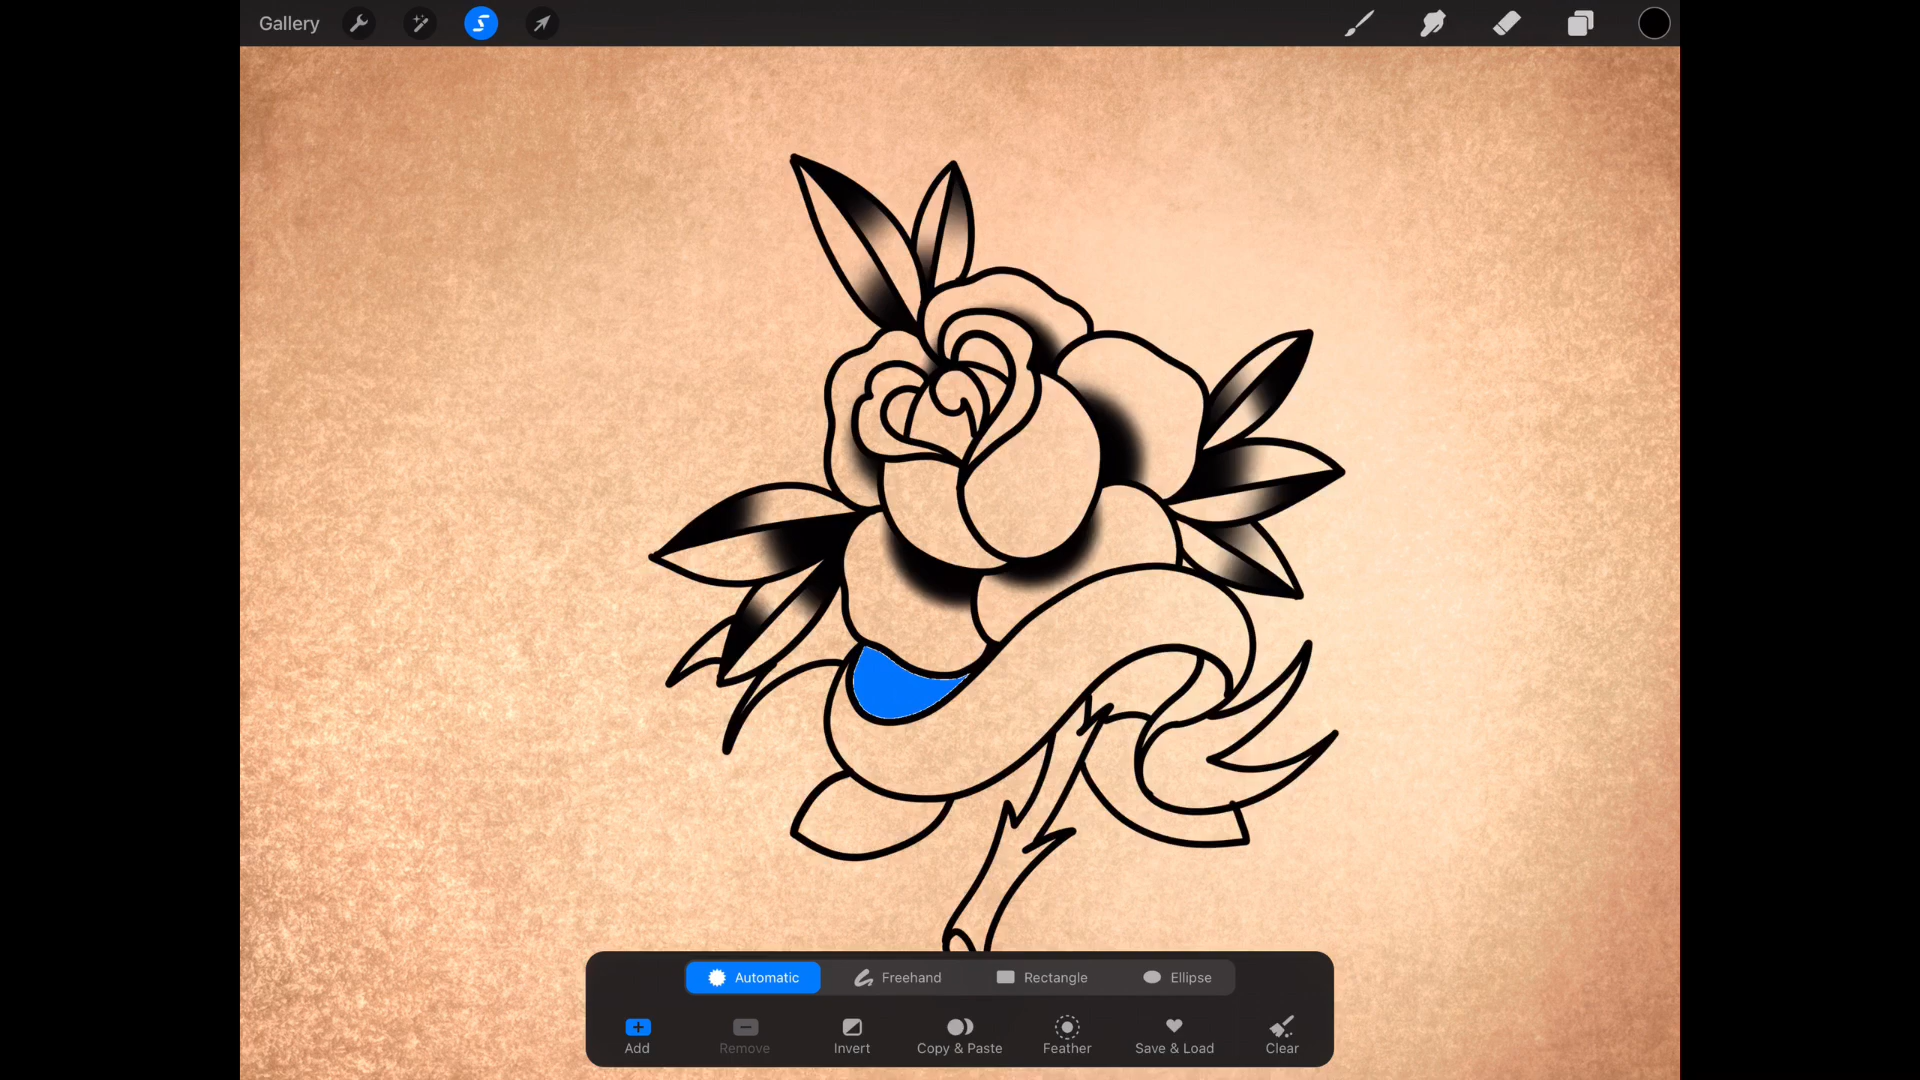 Gallery
Automatic Freehand Rectangle Ellipse
Add Remove Invert Copy & Paste Feather Save & Load Clear